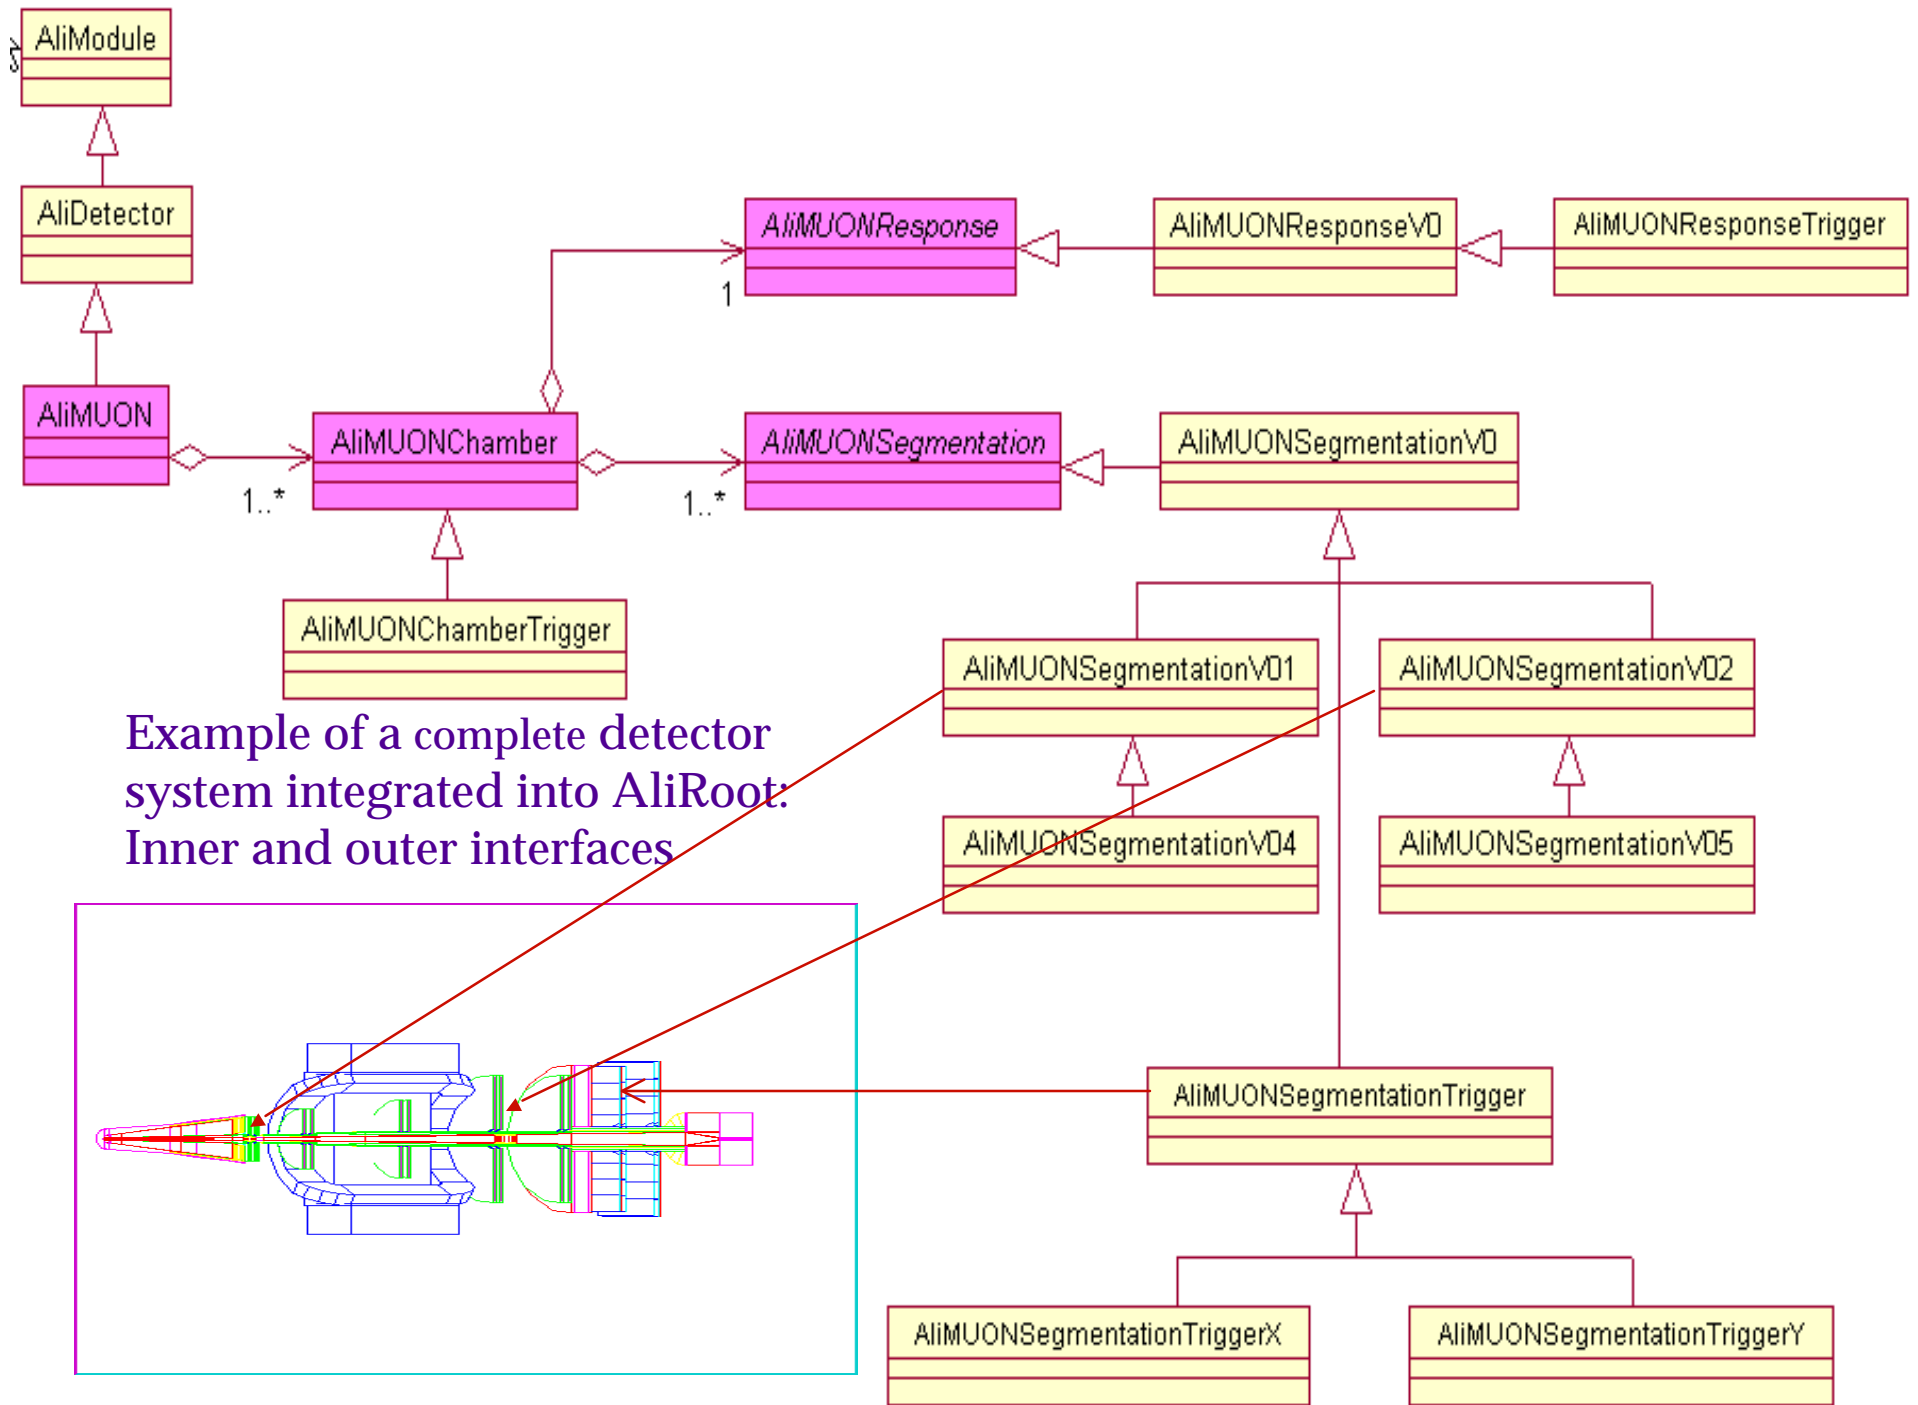 AliModule
AliDetector
AliMUONResponse
AliMUONResponseV0
AliMUONResponseTrigger
1
AliMUON
AliMUONChamber
AliMUONSegmentation
AliMUONSegmentationV0
1..*
1..*
AliMUONChamberTrigger
AliMUONSegmentationV01
AliMUONSegmentationV02
Example of a complete detector
system integrated into AliRoot:
Inner and outer interfaces
AliMUONSegmentationV04
AliMUONSegmentationV05
AliMUONSegmentationTrigger
AliMUONSegmentationTriggerX
AliMUONSegmentationTriggerY